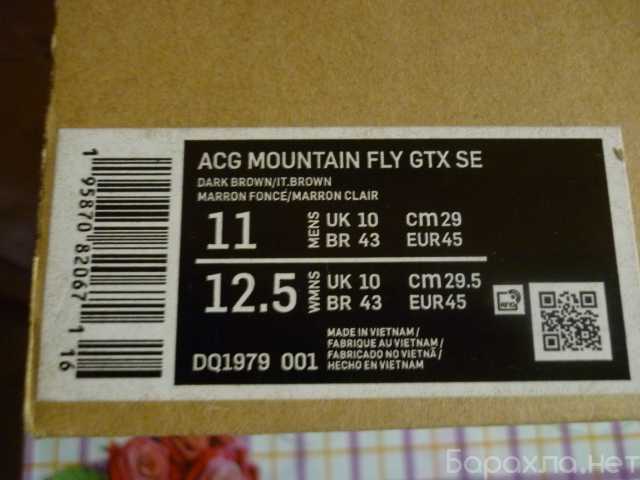 ACG MOUNTAIN FLY GTX SE
DARK BROWN/IT.BROWN
MARRON FONCÉ/MARRON CLAIR
11 MENS UK 10 cm 29
BR 43 EUR 45
12.5 WMNS UK 10 cm 29.5
BR 43 EUR 45
MADE IN VIETNAM /
FABRIQUE AU VIETNAM /
FABRICADO NO VIETNÃ /
HECHO EN VIETNAM
DQ1979 001
1 95870 82067 1 16
Барахла.нет